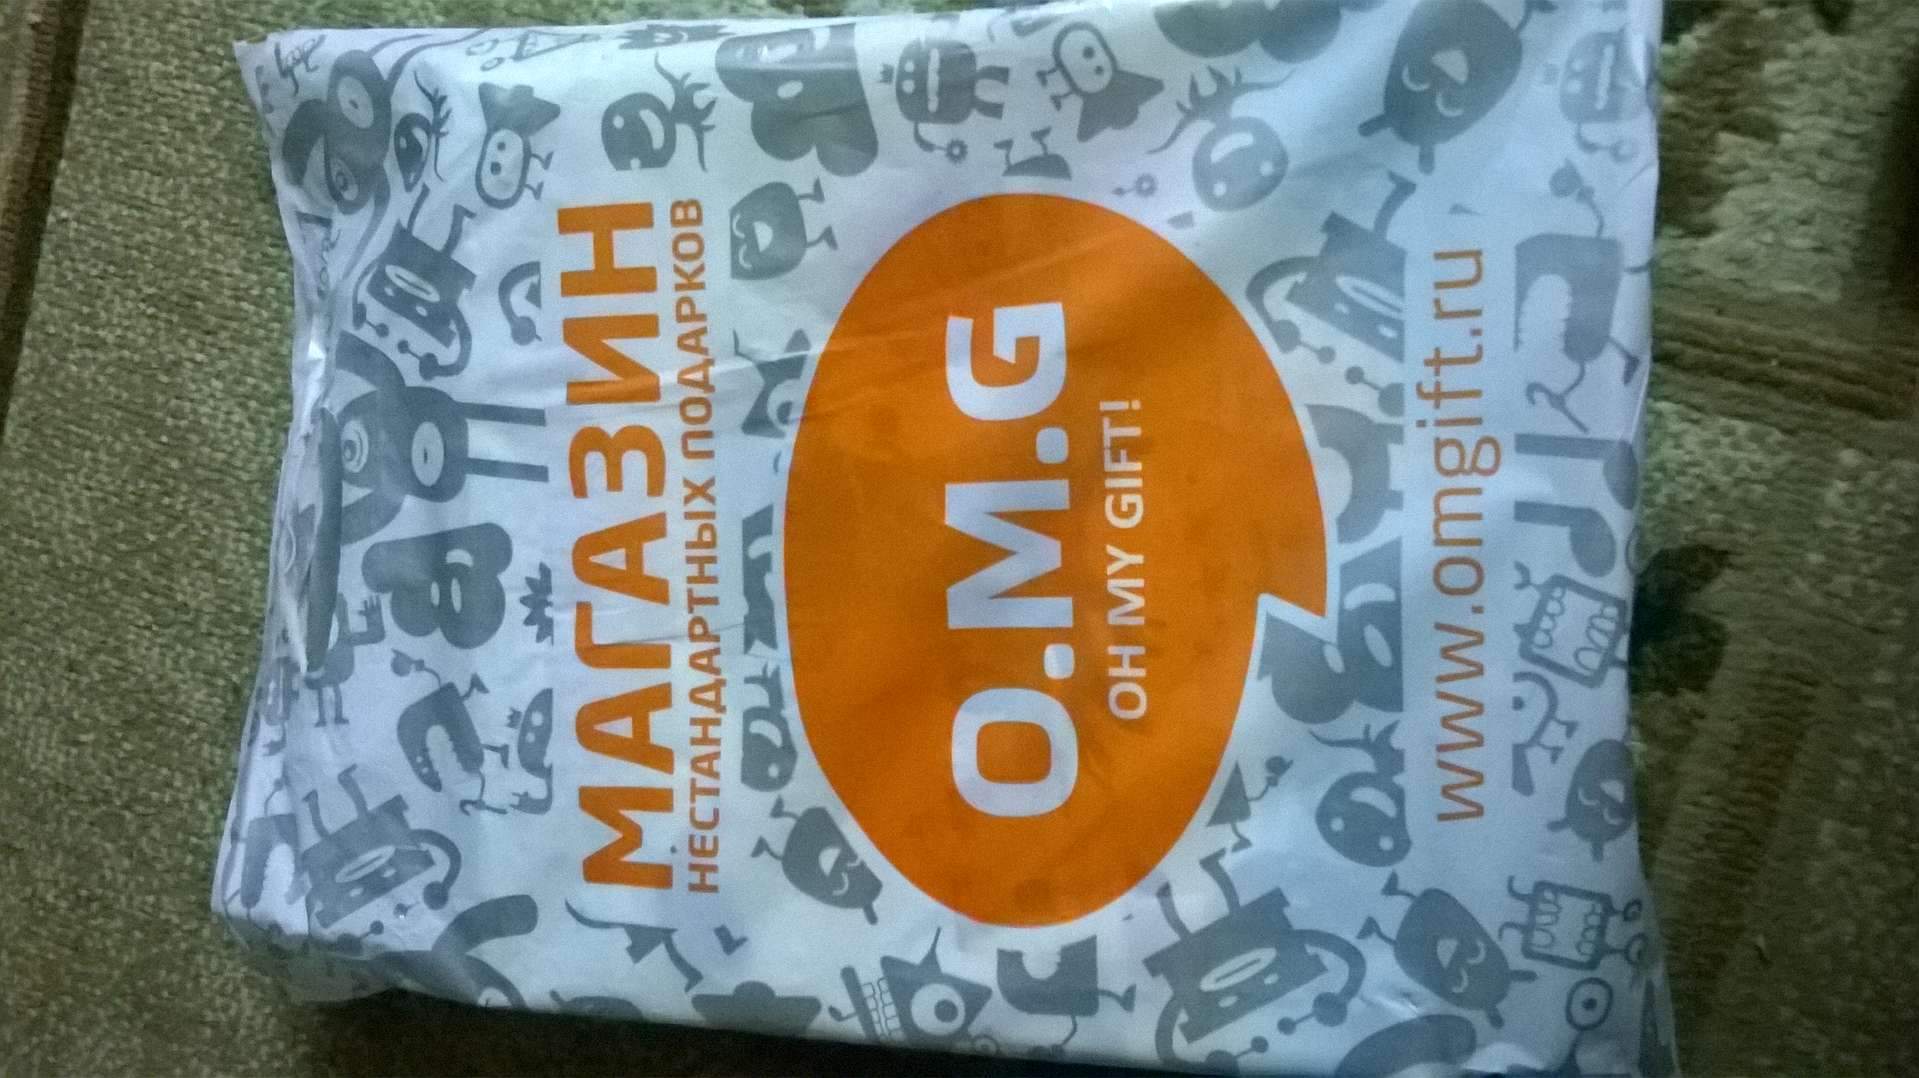 МАГАЗИН
НЕСТАНДАРТНЫХ ПОДАРКОВ
O.M.G
OH MY GIFT!
www.omgift.ru